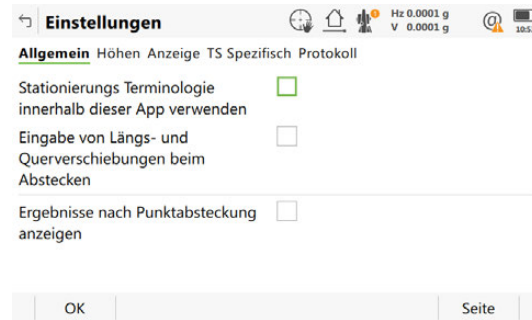 Einstellungen
Hz 0.0001 g
V 0.0001 g
Allgemein Höhen Anzeige TS Spezifisch Protokoll
Stationierungs Terminologie
innerhalb dieser App verwenden
Eingabe von Längs- und
Querverschiebungen beim
Abstecken
Ergebnisse nach Punktabsteckung
anzeigen
OK Seite